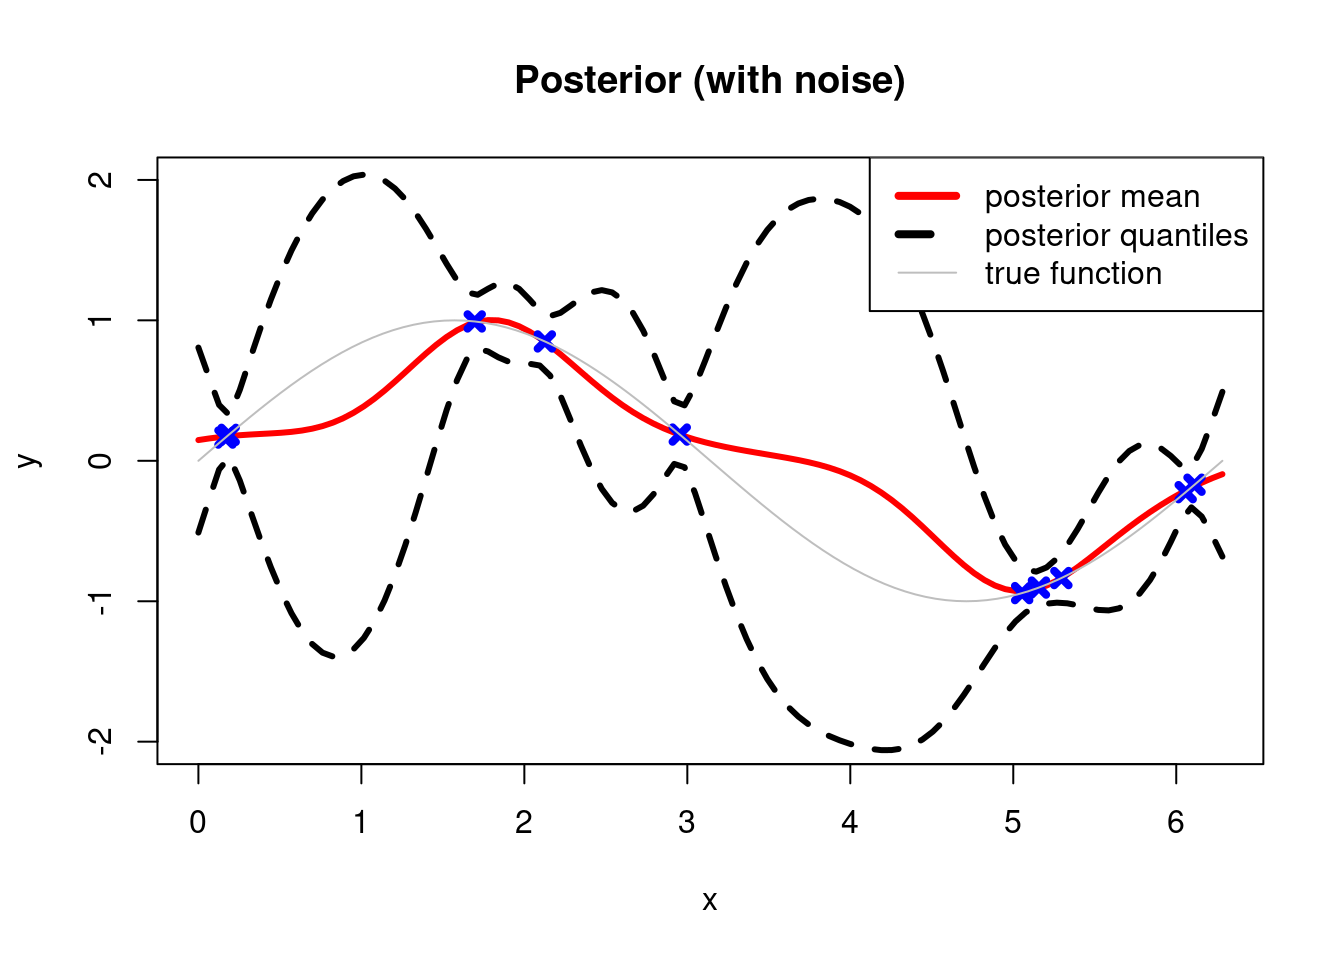 Posterior (with noise)
posterior mean
posterior quantiles
true function
y
2
1
0
-1
-2
0 1 2 3 4 5 6
x